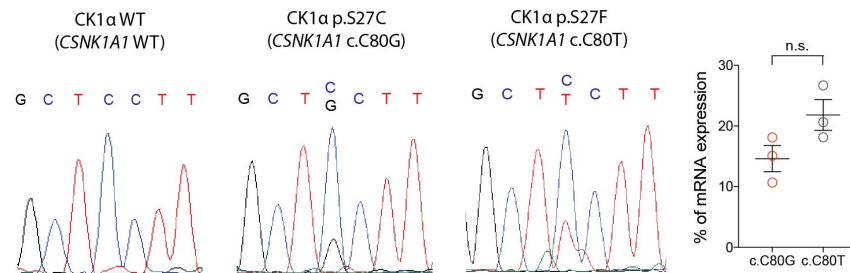 CK1α WT
(CSNK1A1 WT)
G C T C C T T
CK1α p.S27C
(CSNK1A1 c.C80G)
C
G C T G C T T
CK1α p.S27F
(CSNK1A1 c.C80T)
C
G C T T C T T
n.s.
% of mRNA expression
30
20
10
0
c.C80G c.C80T